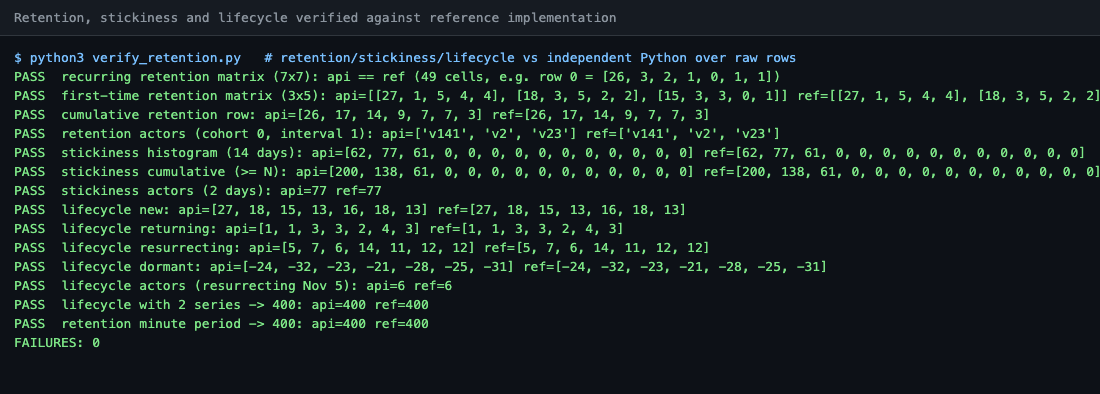 Retention, stickiness and lifecycle verified against reference implementation
$ python3 verify_retention.py   # retention/stickiness/lifecycle vs independent Python over raw rows
PASS  recurring retention matrix (7x7): api == ref (49 cells, e.g. row 0 = [26, 3, 2, 1, 0, 1, 1])
PASS  first-time retention matrix (3x5): api=[[27, 1, 5, 4, 4], [18, 3, 5, 2, 2], [15, 3, 3, 0, 1]] ref=[[27, 1, 5, 4, 4], [18, 3, 5, 2, 2]
PASS  cumulative retention row: api=[26, 17, 14, 9, 7, 7, 3] ref=[26, 17, 14, 9, 7, 7, 3]
PASS  retention actors (cohort 0, interval 1): api=['v141', 'v2', 'v23'] ref=['v141', 'v2', 'v23']
PASS  stickiness histogram (14 days): api=[62, 77, 61, 0, 0, 0, 0, 0, 0, 0, 0, 0, 0, 0] ref=[62, 77, 61, 0, 0, 0, 0, 0, 0, 0, 0, 0, 0, 0]
PASS  stickiness cumulative (>= N): api=[200, 138, 61, 0, 0, 0, 0, 0, 0, 0, 0, 0, 0, 0] ref=[200, 138, 61, 0, 0, 0, 0, 0, 0, 0, 0, 0, 0, 0]
PASS  stickiness actors (2 days): api=77 ref=77
PASS  lifecycle new: api=[27, 18, 15, 13, 16, 18, 13] ref=[27, 18, 15, 13, 16, 18, 13]
PASS  lifecycle returning: api=[1, 1, 3, 3, 2, 4, 3] ref=[1, 1, 3, 3, 2, 4, 3]
PASS  lifecycle resurrecting: api=[5, 7, 6, 14, 11, 12, 12] ref=[5, 7, 6, 14, 11, 12, 12]
PASS  lifecycle dormant: api=[-24, -32, -23, -21, -28, -25, -31] ref=[-24, -32, -23, -21, -28, -25, -31]
PASS  lifecycle actors (resurrecting Nov 5): api=6 ref=6
PASS  lifecycle with 2 series -> 400: api=400 ref=400
PASS  retention minute period -> 400: api=400 ref=400
FAILURES: 0